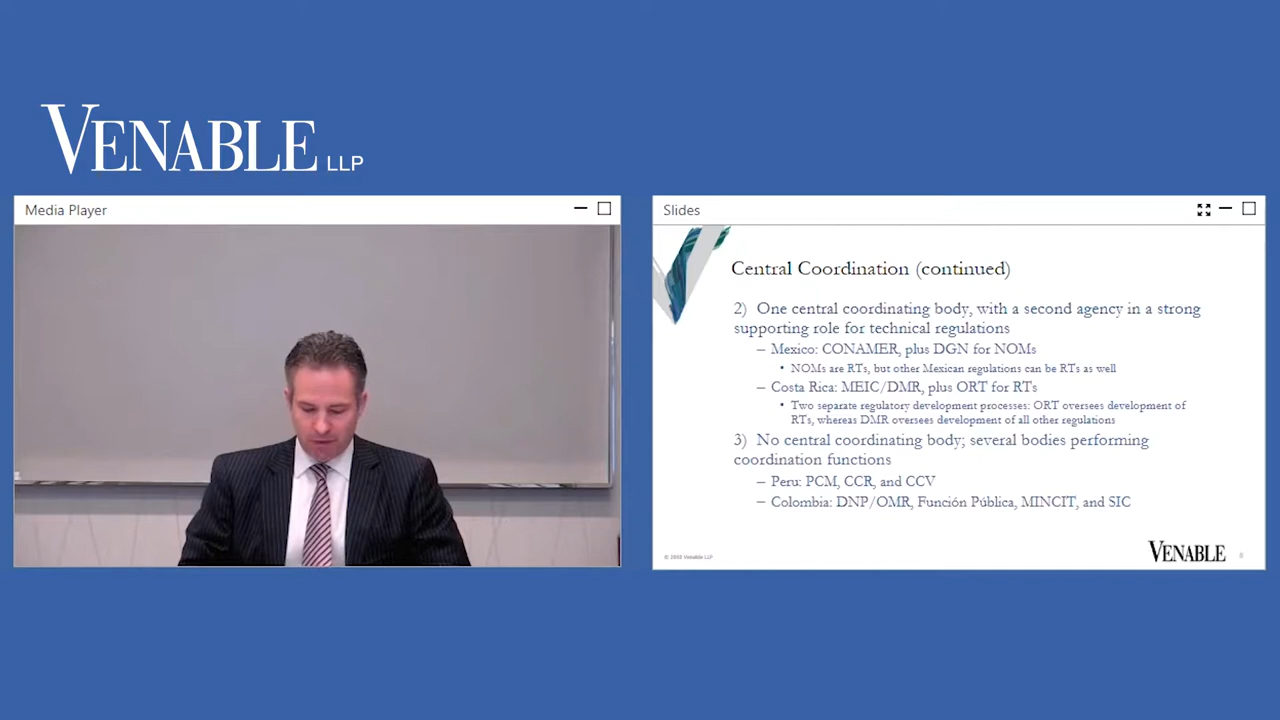 VENABLE LLP
Media Player
Slides
Central Coordination (continued)
2) One central coordinating body, with a second agency in a strong
supporting role for technical regulations
– Mexico: CONAMER, plus DGN for NOMs
• NOMs are RTs, but other Mexican regulations can be RTs as well
– Costa Rica: MEIC/DMR, plus ORT for RTs
• Two separate regulatory development processes: ORT oversees development of
RTs, whereas DMR oversees development of all other regulations
3) No central coordinating body; several bodies performing
coordination functions
– Peru: PCM, CCR, and CCV
– Colombia: DNP/OMR, Función Pública, MINCIT, and SIC
Venable LLP
VENABLE